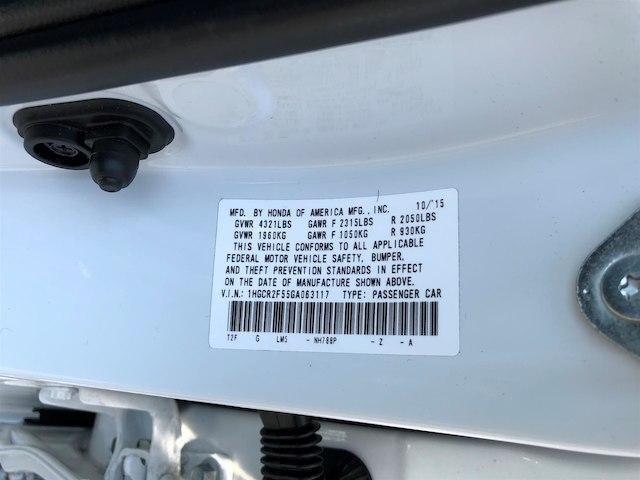 MFD. BY HONDA OF AMERICA MFG., INC. 10/'15
GVWR 4321LBS GAWR F 2315LBS R 2050LBS
GVWR 1960KG GAWR F 1050KG R 930KG
THIS VEHICLE CONFORMS TO ALL APPLICABLE
FEDERAL MOTOR VEHICLE SAFETY, BUMPER,
AND THEFT PREVENTION STANDARDS IN EFFECT
ON THE DATE OF MANUFACTURE SHOWN ABOVE.
V.I.N.: 1HGCR2F55GA063117 TYPE: PASSENGER CAR
T2F G LM5 - NH788P - Z - A